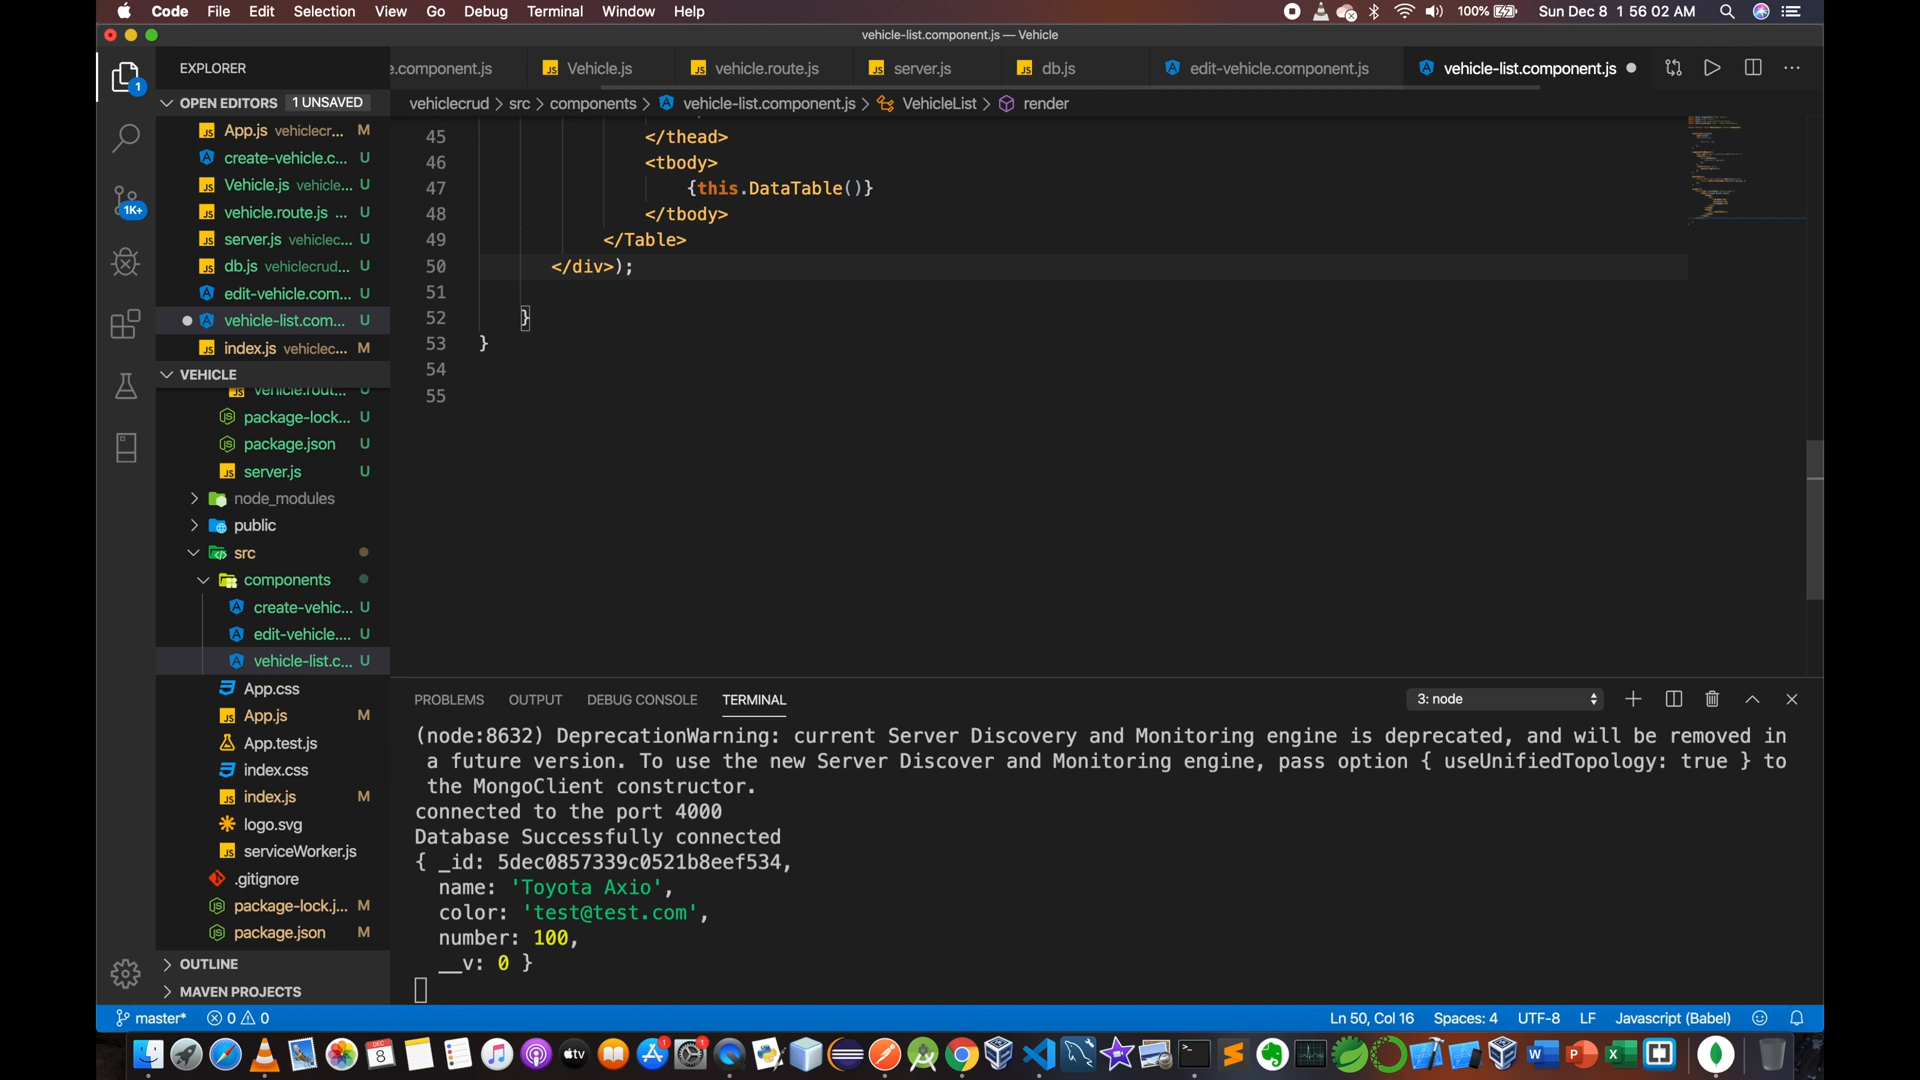 Code File Edit Selection View Go Debug Terminal Window Help
100% Sun Dec 8 1 56 02 AM
vehicle-list.component.js — Vehicle
EXPLORER
e.component.js Vehicle.js vehicle.route.js server.js db.js edit-vehicle.component.js vehicle-list.component.js
OPEN EDITORS 1 UNSAVED
vehiclecrud > src > components > vehicle-list.component.js > VehicleList > render
App.js vehiclecr... M
create-vehicle.c... U
Vehicle.js vehicle... U
vehicle.route.js ... U
server.js vehiclec... U
db.js vehiclecrud... U
edit-vehicle.com... U
vehicle-list.com... U
index.js vehiclec... M
1
1K+
VEHICLE
vehicle.rout... U
package-lock... U
package.json U
server.js U
node_modules
public
src
components
create-vehic... U
edit-vehicle.... U
vehicle-list.c... U
App.css
App.js M
App.test.js
index.css
index.js M
logo.svg
serviceWorker.js
.gitignore
package-lock.j... M
package.json M
OUTLINE
MAVEN PROJECTS
45 </thead>
46 <tbody>
47 {this.DataTable()}
48 </tbody>
49 </Table>
50 </div>);
51
52 }
53 }
54
55
PROBLEMS OUTPUT DEBUG CONSOLE TERMINAL 3: node
(node:8632) DeprecationWarning: current Server Discovery and Monitoring engine is deprecated, and will be removed in
a future version. To use the new Server Discover and Monitoring engine, pass option { useUnifiedTopology: true } to
the MongoClient constructor.
connected to the port 4000
Database Successfully connected
{ _id: 5dec0857339c0521b8eef534,
name: 'Toyota Axio',
color: 'test@test.com',
number: 100,
__v: 0 }
master* 0 0 Ln 50, Col 16 Spaces: 4 UTF-8 LF Javascript (Babel)